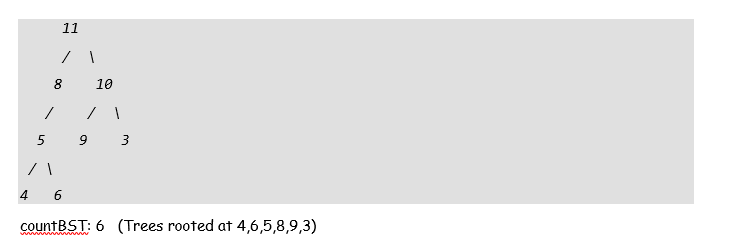 11
/ \
8 10
/ / \
5 9 3
/ \
4 6
countBST: 6 (Trees rooted at 4,6,5,8,9,3)